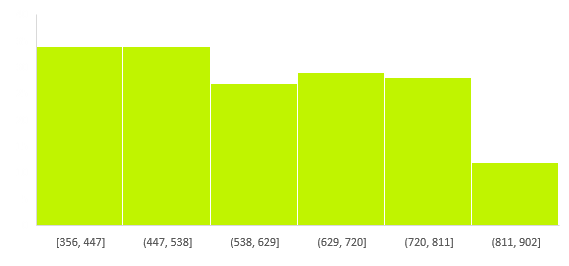 [356, 447] (447, 538] (538, 629] (629, 720] (720, 811] (811, 902]